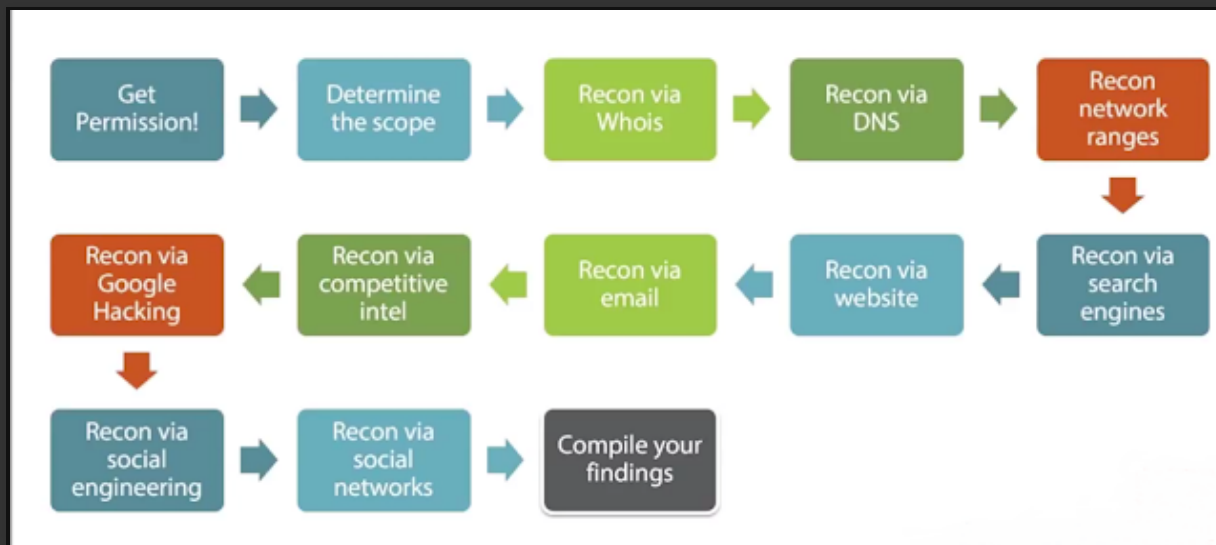 Get
Permission!
Determine
the scope
Recon via
Whois
Recon via
DNS
Recon
network
ranges
Recon via
search
engines
Recon via
website
Recon via
email
Recon via
competitive
intel
Recon via
Google
Hacking
Recon via
social
engineering
Recon via
social
networks
Compile your
findings